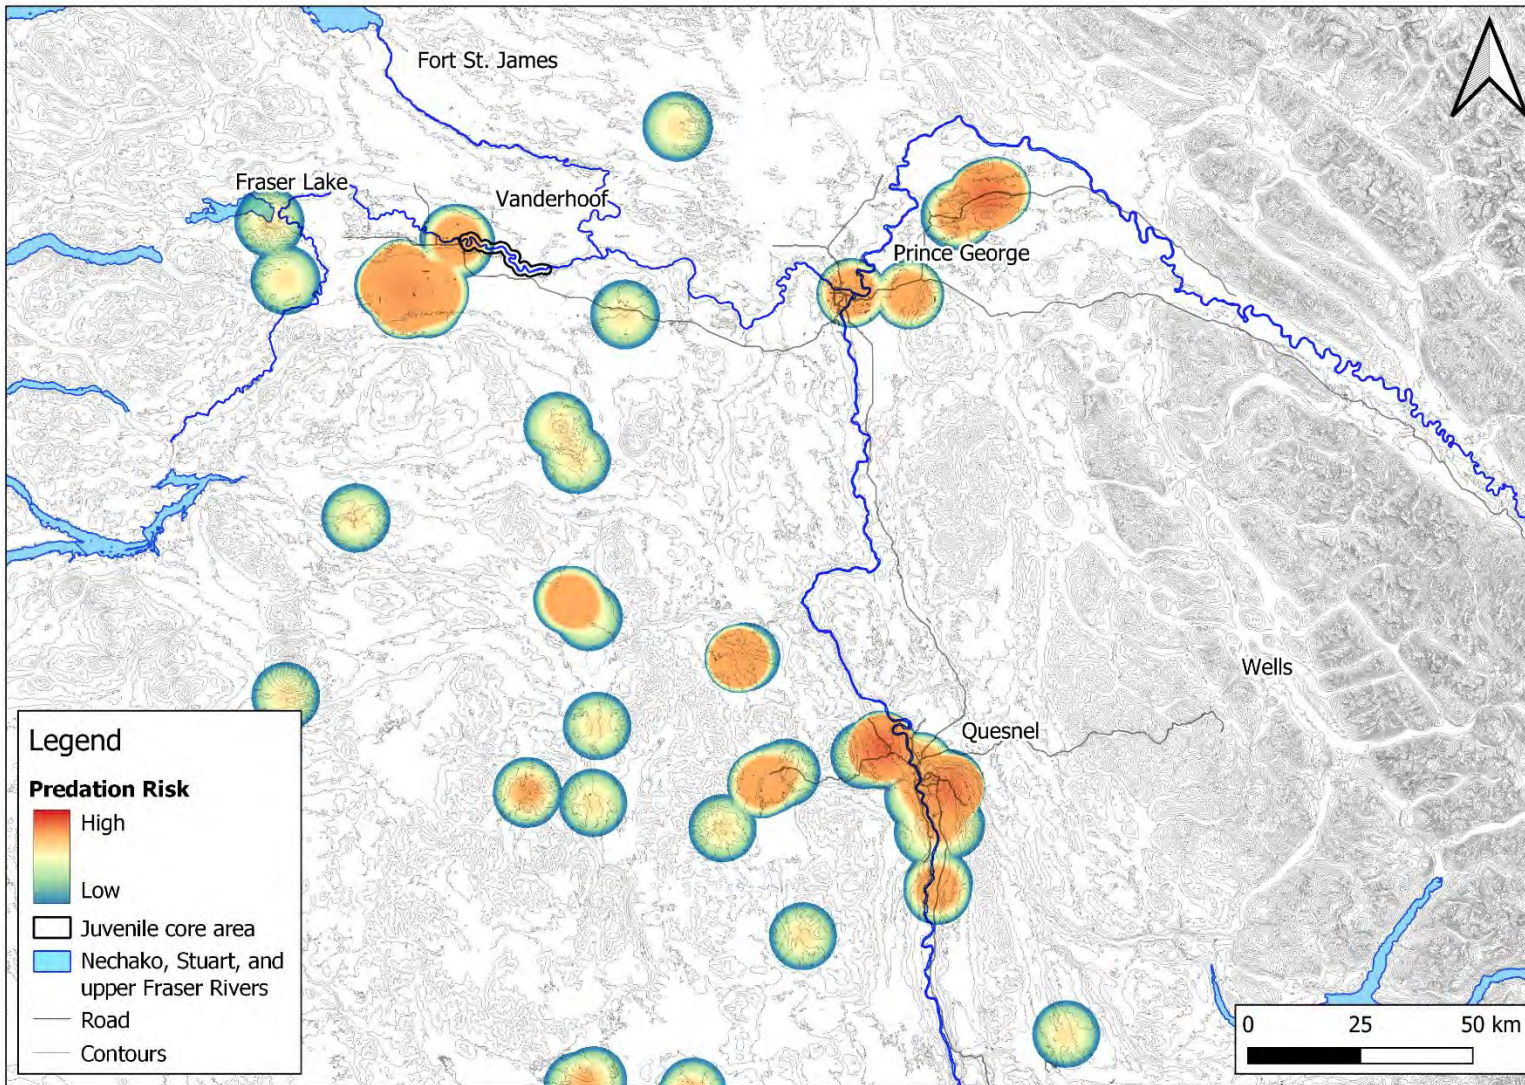 Fort St. James
Fraser Lake
Vanderhoof
Prince George
Wells
Quesnel
Legend
Predation Risk
High
Low
Juvenile core area
Nechako, Stuart, and
upper Fraser Rivers
Road
Contours
0 25 50 km